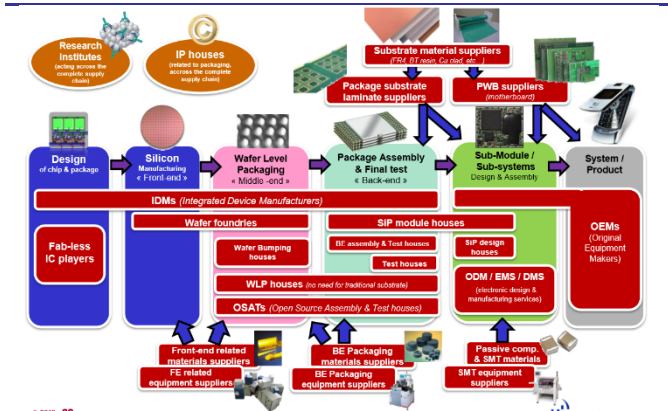 Research
Institutes
(acting across the
complete supply
chain)
IP houses
(related to packaging,
accross the complete
supply chain)
Substrate material suppliers
(FR4, BT resin, Cu clad, etc...)
Package substrate
laminate suppliers
PWB suppliers
(motherboard)
Design
of chip & package
Silicon
Manufacturing
« Front-end »
Wafer Level
Packaging
« Middle -end »
Package Assembly
& Final test
« Back-end »
Sub-Module /
Sub-systems
Design & Assembly
System /
Product
IDMs (Integrated Device Manufacturers)
Wafer foundries
SiP module houses
Fab-less
IC players
Wafer Bumping
houses
BE assembly & Test houses
Test houses
SiP design
houses
OEMs
(Original
Equipment
Makers)
WLP houses (no need for traditional substrate)
ODM / EMS / DMS
(electronic design &
manufacturing services)
OSATs (Open Source Assembly & Test houses)
Front-end related
materials suppliers
FE related
equipment suppliers
BE Packaging
materials suppliers
BE Packaging
equipment suppliers
Passive comp.
& SMT materials
SMT equipment
suppliers